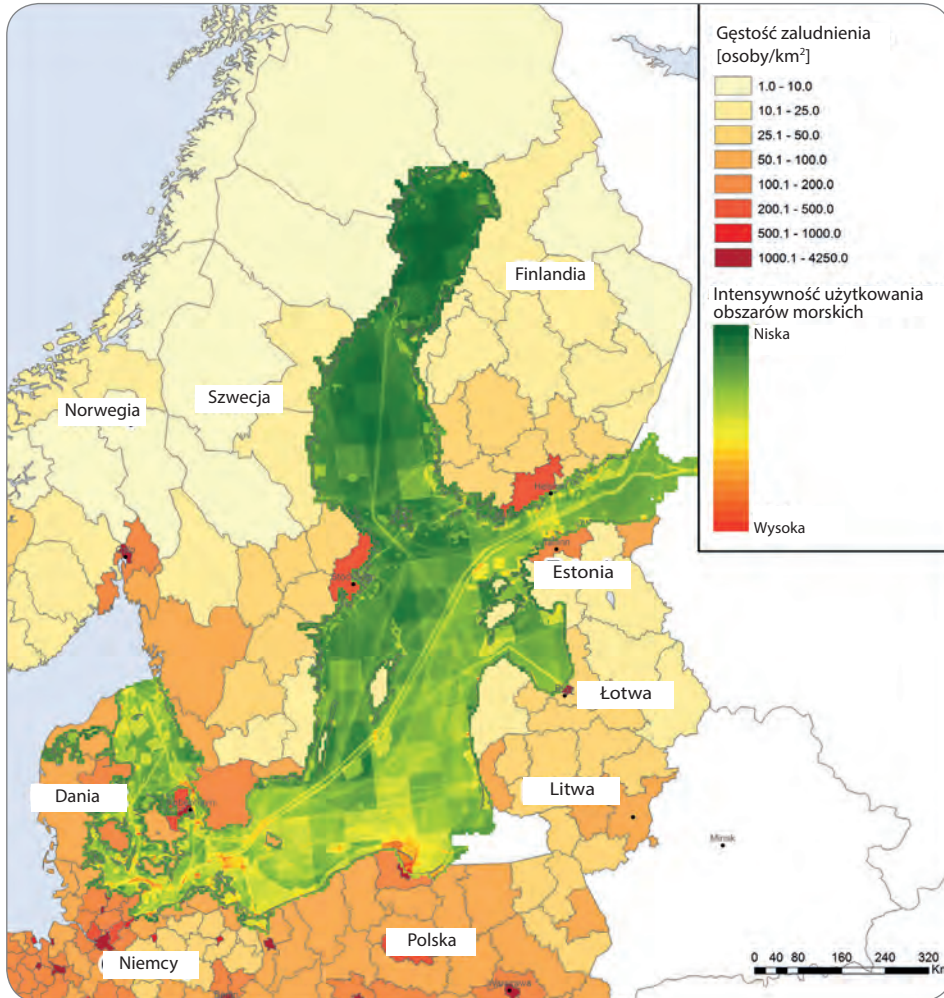 Gęstość zaludnienia
[osoby/km²]
1.0 - 10.0
10.1 - 25.0
25.1 - 50.0
50.1 - 100.0
100.1 - 200.0
200.1 - 500.0
500.1 - 1000.0
1000.1 - 4250.0
Intensywność użytkowania
obszarów morskich
Niska
Wysoka
Finlandia
Norwegia
Szwecja
Estonia
Łotwa
Dania
Litwa
Minsk
Polska
Niemcy
0 40 80 160 240 320